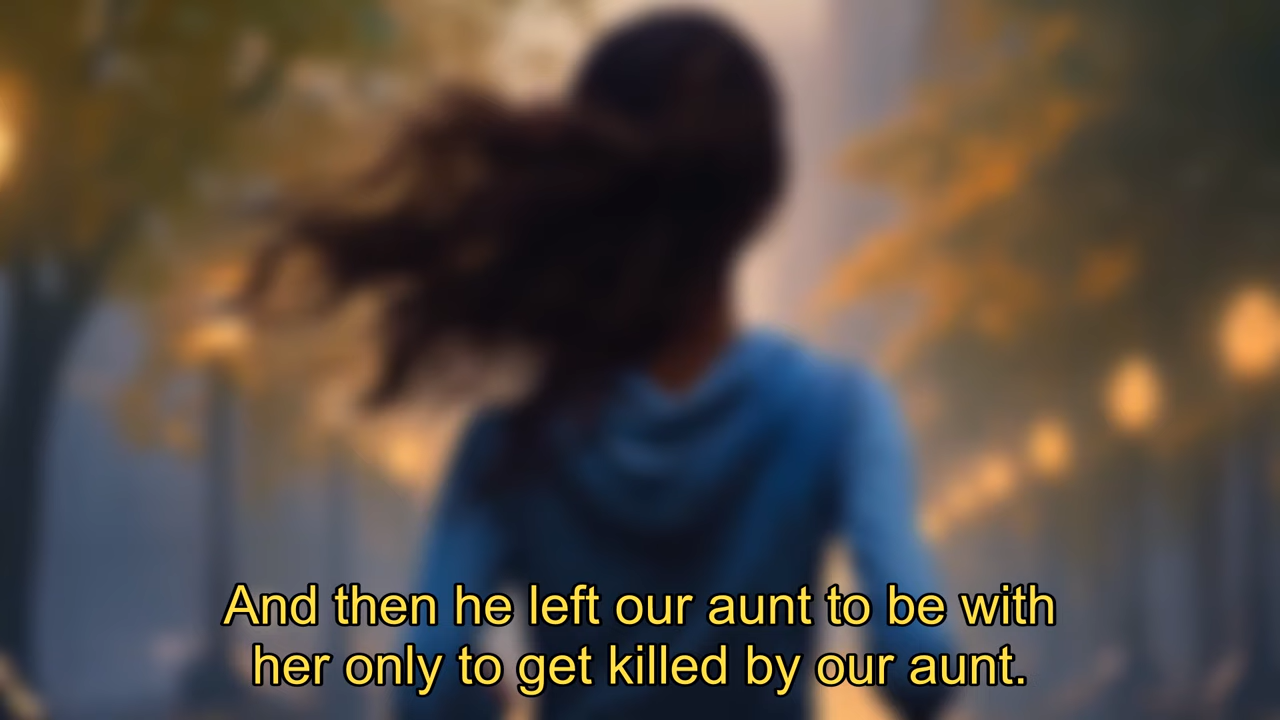 And then he left our aunt to be with
her only to get killed by our aunt.